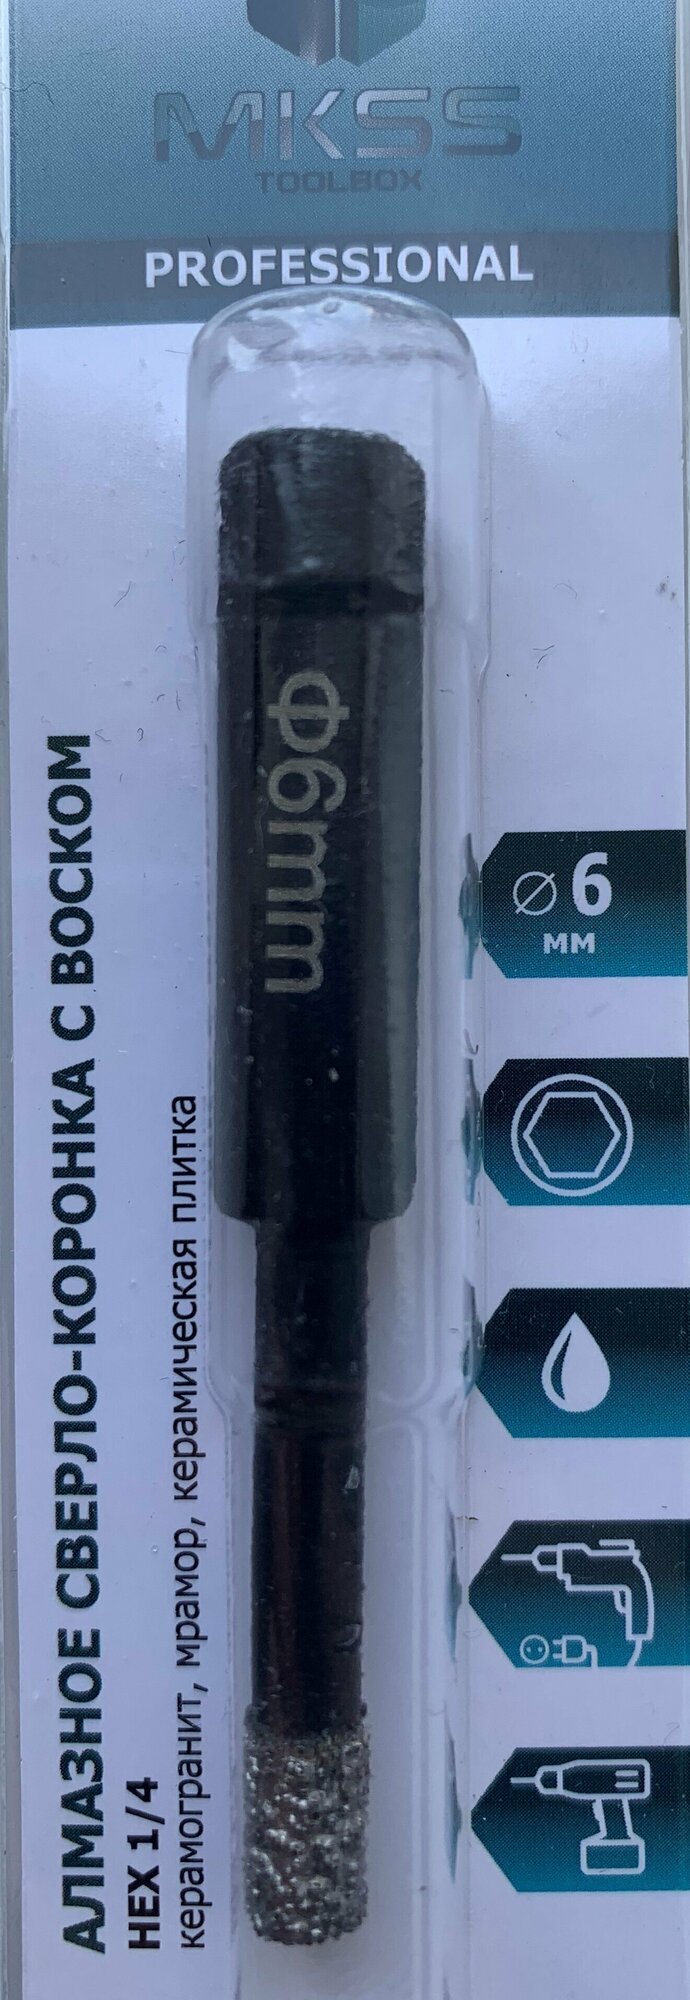 MKSS
TOOLBOX
PROFESSIONAL
АЛМАЗНОЕ СВЕРЛО-КОРОНКА С ВОСКОМ
HEX 1/4
керамогранит, мрамор, керамическая плитка
Ф6mm
⌀ 6
мм